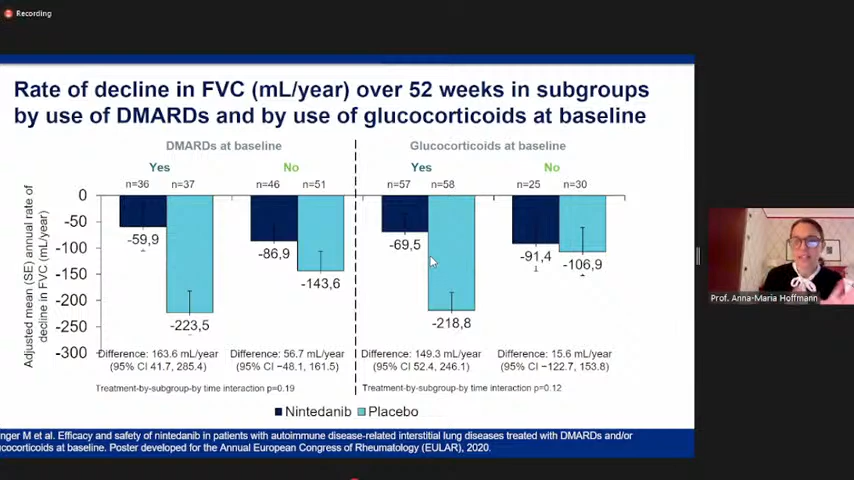 Recording
Rate of decline in FVC (mL/year) over 52 weeks in subgroups
by use of DMARDs and by use of glucocorticoids at baseline
DMARDs at baseline
Glucocorticoids at baseline
Yes
No
Yes
No
n=36
n=37
n=46
n=51
n=57
n=58
n=25
n=30
Adjusted mean (SE) annual rate of
decline in FVC (mL/year)
0
-50
-100
-150
-200
-250
-300
-59,9
-223,5
-86,9
-143,6
-69,5
-218,8
-91,4
-106,9
Difference: 163.6 mL/year
(95% CI 41.7, 285.4)
Difference: 56.7 mL/year
(95% CI −48.1, 161.5)
Difference: 149.3 mL/year
(95% CI 52.4, 246.1)
Difference: 15.6 mL/year
(95% CI −122.7, 153.8)
Treatment-by-subgroup-by time interaction p=0.19
Treatment-by-subgroup-by time interaction p=0.12
Nintedanib
Placebo
nger M et al. Efficacy and safety of nintedanib in patients with autoimmune disease-related interstitial lung diseases treated with DMARDs and/or
ucocorticoids at baseline. Poster developed for the Annual European Congress of Rheumatology (EULAR), 2020.
Prof. Anna-Maria Hoffmann